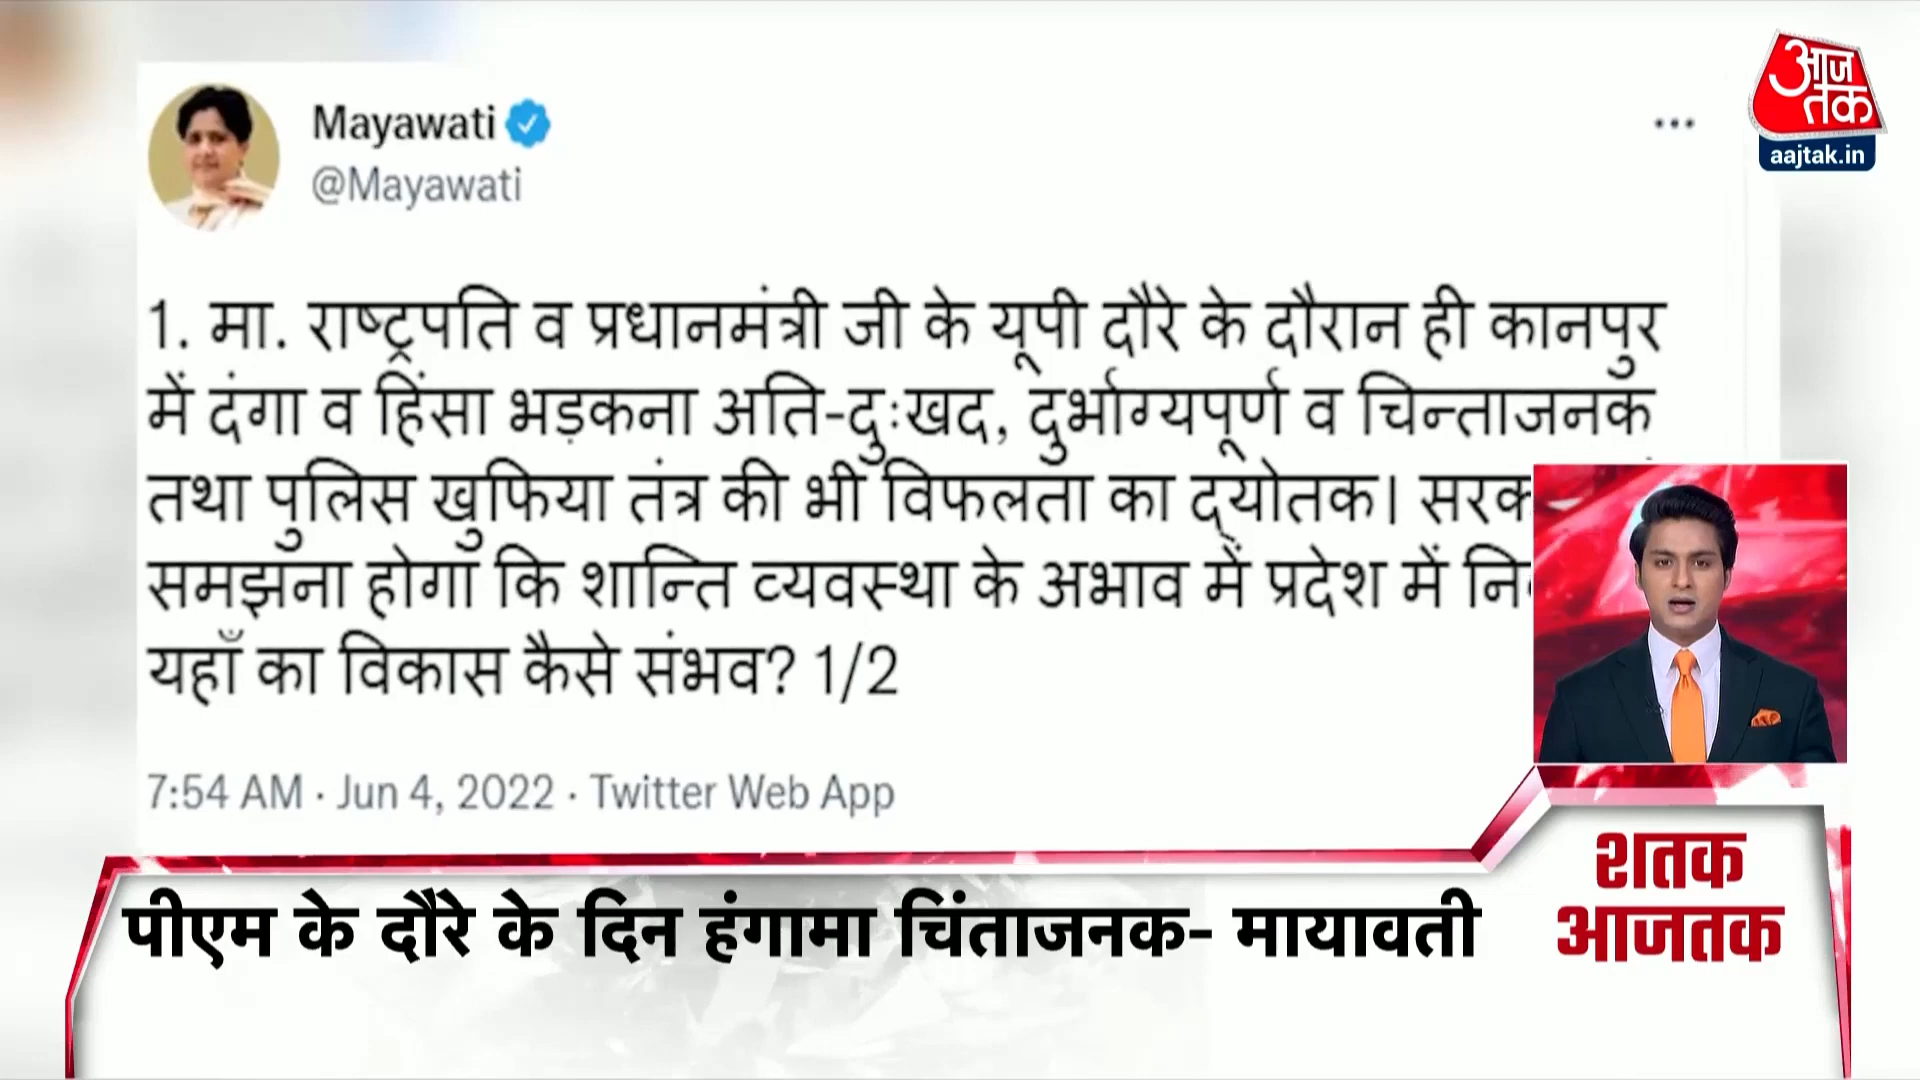 Mayawati
@Mayawati
1. मा. राष्ट्रपति व प्रधानमंत्री जी के यूपी दौरे के दौरान ही कानपुर
में दंगा व हिंसा भड़कना अति-दुःखद, दुर्भाग्यपूर्ण व चिन्ताजनक
तथा पुलिस खुफिया तंत्र की भी विफलता का द्योतक। 
समझना होगा कि शान्ति व्यवस्था के अभाव में प्रदेश में
यहाँ का विकास कैसे संभव? 1/2
7:54 AM · Jun 4, 2022 · Twitter Web App
आज
तक
aajtak.in
पीएम के दौरे के दिन हंगामा चिंताजनक- मायावती
शतक
आजतक